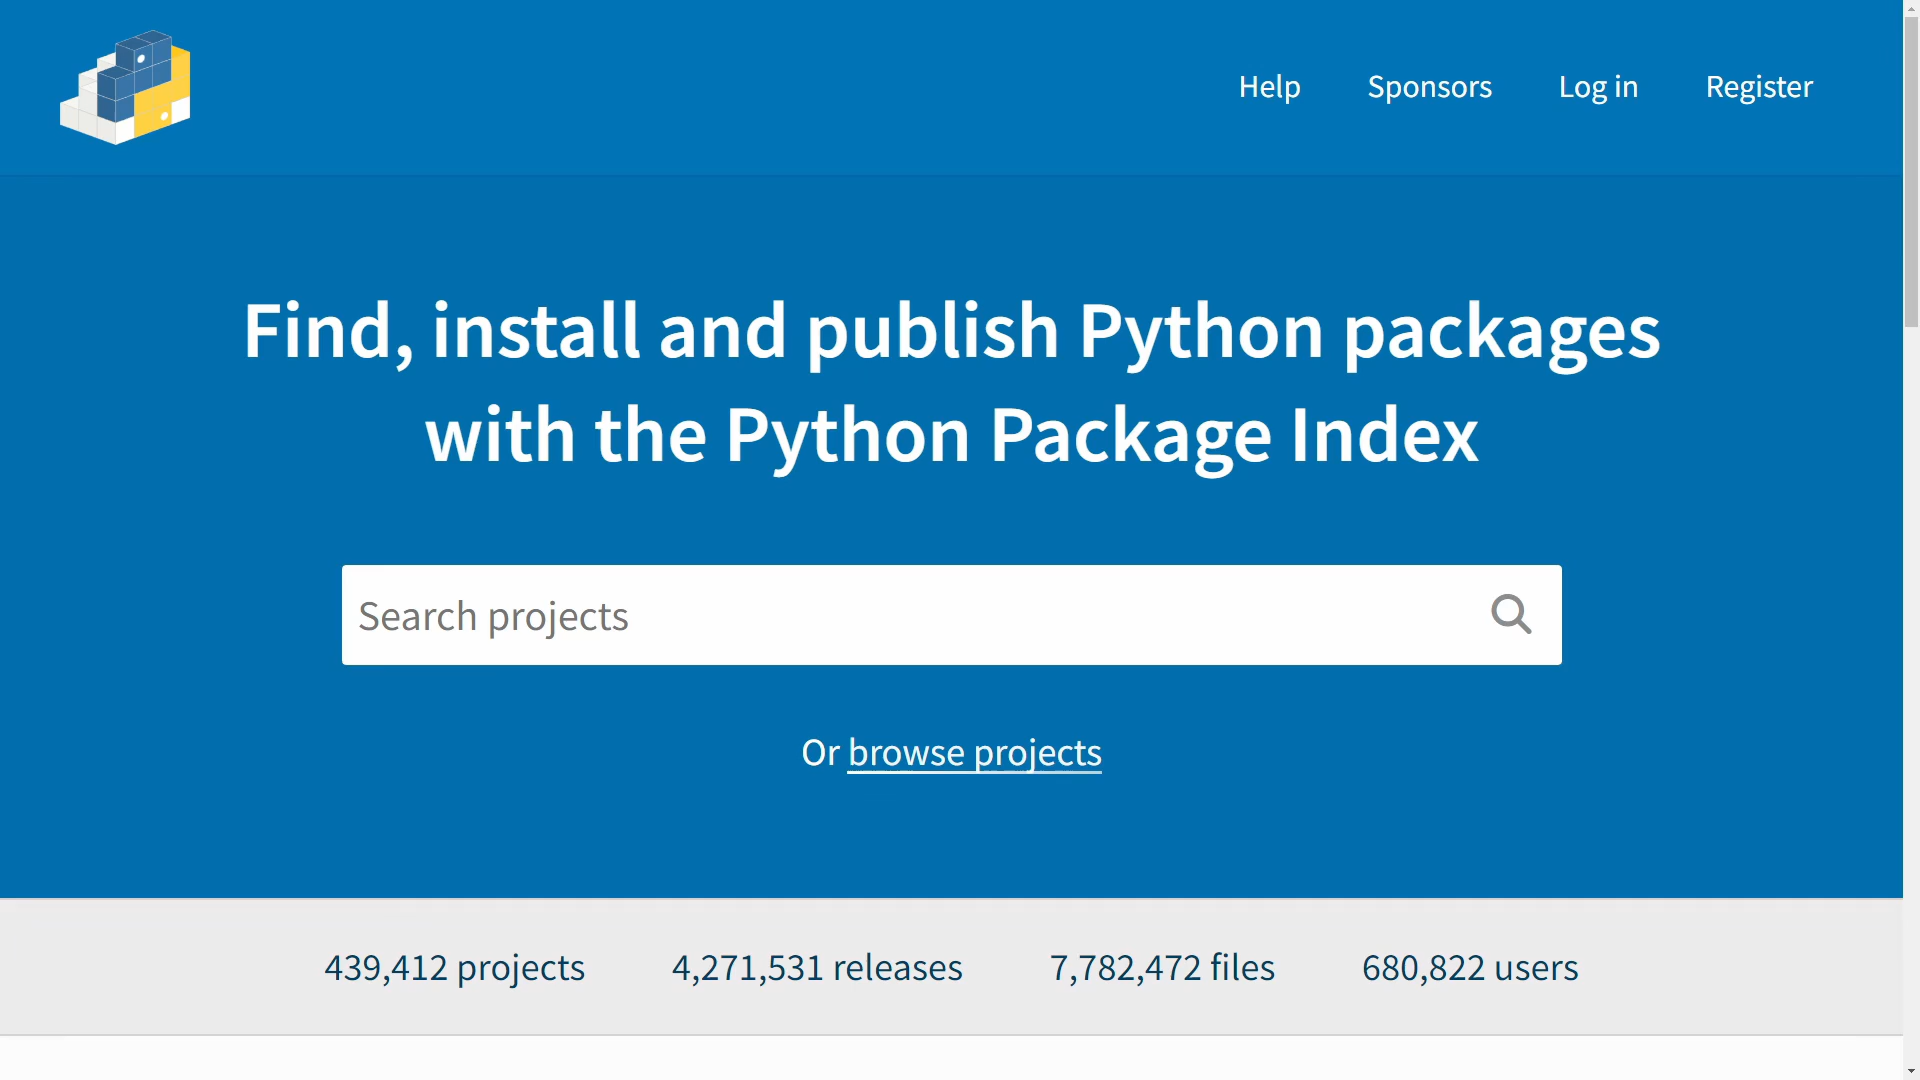 Help Sponsors Log in Register
Find, install and publish Python packages
with the Python Package Index
Search projects
Or browse projects
439,412 projects 4,271,531 releases 7,782,472 files 680,822 users